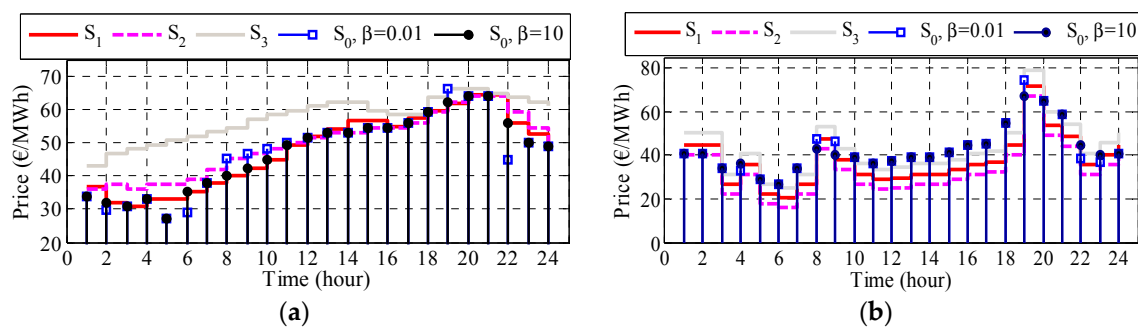 S1 S2 S3 S0, β=0.01 S0, β=10
Price (€/MWh)
70
60
50
40
30
20
0 2 4 6 8 10 12 14 16 18 20 22 24
Time (hour)
(a)
S1 S2 S3 S0, β=0.01 S0, β=10
Price (€/MWh)
80
60
40
20
0
0 2 4 6 8 10 12 14 16 18 20 22 24
Time (hour)
(b)